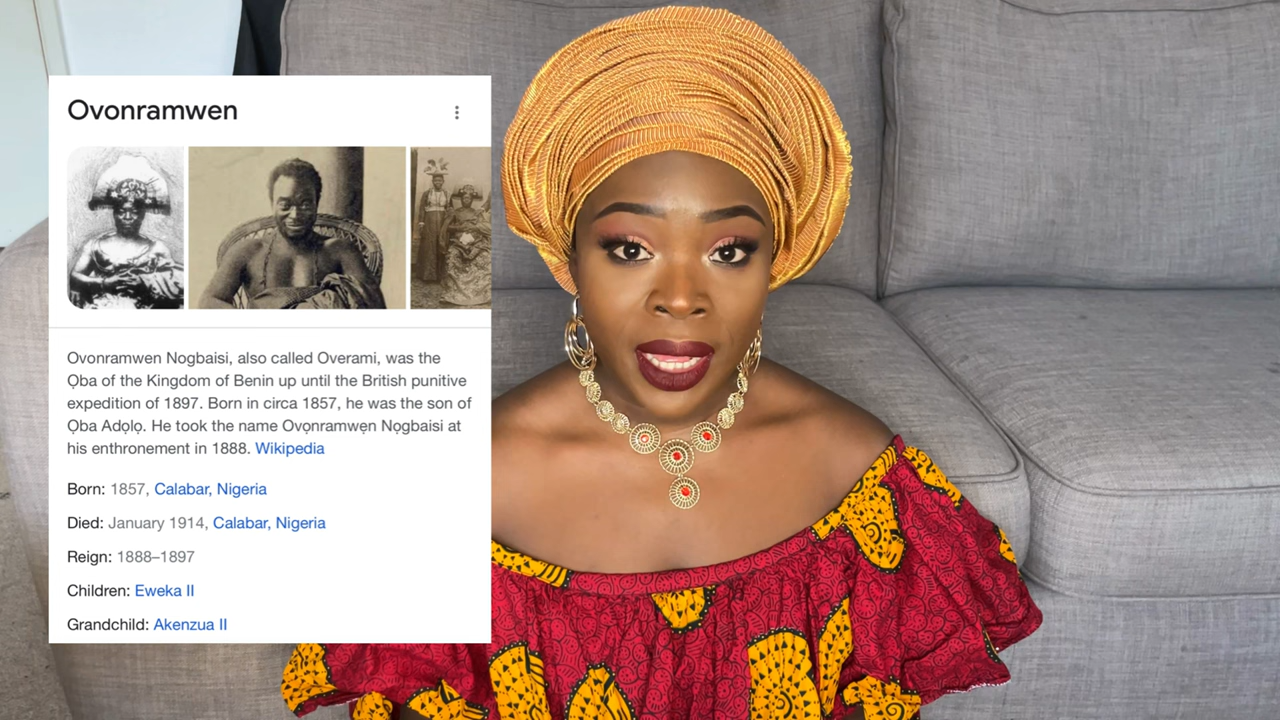 Ovonramwen
Ovonramwen Nogbaisi, also called Overami, was the
Ọba of the Kingdom of Benin up until the British punitive
expedition of 1897. Born in circa 1857, he was the son of
Ọba Adọlọ. He took the name Ovọnramwẹn Nọgbaisi at
his enthronement in 1888. Wikipedia
Born: 1857, Calabar, Nigeria
Died: January 1914, Calabar, Nigeria
Reign: 1888–1897
Children: Eweka II
Grandchild: Akenzua II